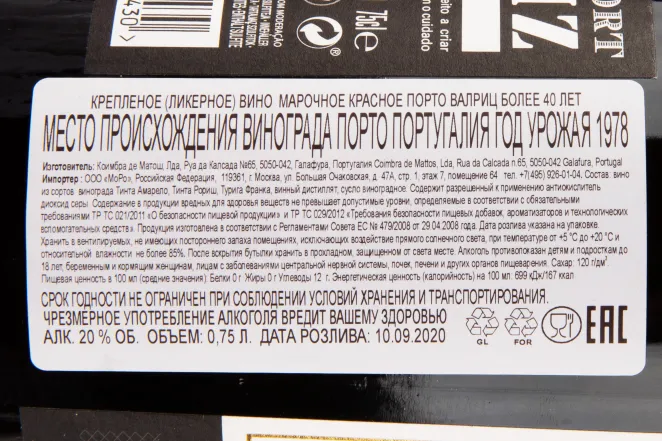 430
75cl e
eito a criar
m o cuidado
IZ
ORT
КРЕПЛЕНОЕ (ЛИКЕРНОЕ) ВИНО МАРОЧНОЕ КРАСНОЕ ПОРТО ВАЛРИЦ БОЛЕЕ 40 ЛЕТ
МЕСТО ПРОИСХОЖДЕНИЯ ВИНОГРАДА ПОРТО ПОРТУГАЛИЯ ГОД УРОЖАЯ 1978
Изготовитель: Коимбра де Матош, Лда, Руа да Калсада №65, 5050-042, Галафура, Португалия Coimbra de Mattos, Lda, Rua da Calcada n.65, 5050-042 Galafura, Portugal
Импортер : ООО «МоРо», Российская Федерация, 119361, г Москва, ул. Большая Очаковская, д. 47А, стр. 1, этаж 7, помещение 64 тел. +7(495) 926-01-04. Состав: вино
из сортов винограда Тинта Амарело, Тинта Рориш, Турига Франка, винный дистиллят, сусло виноградное. Содержит разрешенный к применению антиокислитель
диоксид серы. Содержание в продукции вредных для здоровья веществ не превышает допустимые уровни, определяемые в соответствии с обязательными
требованиями ТР ТС 021/2011 «О безопасности пищевой продукции» и ТР ТС 029/2012 «Требования безопасности пищевых добавок, ароматизаторов и технологических
вспомогательных средств». Продукция изготовлена в соответствии с Регламентами Совета ЕС № 479/2008 от 29.04.2008 года. Дата розлива указана на упаковке.
Хранить в вентилируемых, не имеющих постороннего запаха помещениях, исключающих воздействие прямого солнечного света, при температуре от +5 °С до +20 °С и
относительной влажности не более 85%. После вскрытия бутылки хранить в прохладном, защищенном от света месте. Алкоголь противопоказан детям и подросткам до
18 лет, беременным и кормящим женщинам, лицам с заболеваниями центральной нервной системы, почек, печени и других органов пищеварения. Сахар: 120 г/дм³.
Пищевая ценность в 100 мл (средние значения): Белки 0 г Жиры 0 г Углеводы 12 г. Энергетическая ценность (калорийность) на 100 мл: 699 кДж/167 ккал
СРОК ГОДНОСТИ НЕ ОГРАНИЧЕН ПРИ СОБЛЮДЕНИИ УСЛОВИЙ ХРАНЕНИЯ И ТРАНСПОРТИРОВАНИЯ.
ЧРЕЗМЕРНОЕ УПОТРЕБЛЕНИЕ АЛКОГОЛЯ ВРЕДИТ ВАШЕМУ ЗДОРОВЬЮ
АЛК. 20 % ОБ. ОБЪЕМ: 0,75 Л. ДАТА РОЗЛИВА: 10.09.2020
GL FOR EAC